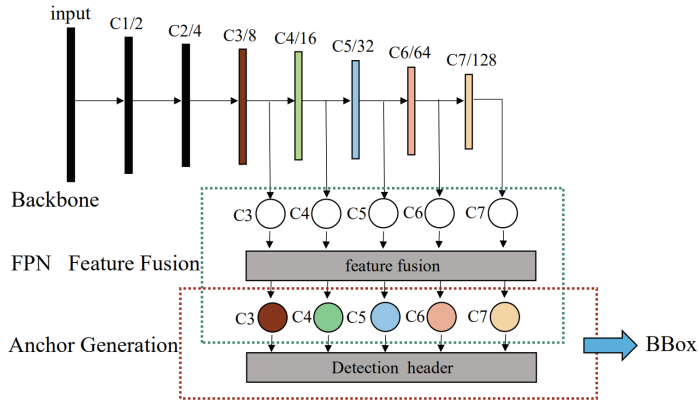 input
C1/2
C2/4
C3/8
C4/16
C5/32
C6/64
C7/128
Backbone
C3
C4
C5
C6
C7
FPN Feature Fusion
feature fusion
C3
C4
C5
C6
C7
Anchor Generation
BBox
Detection header